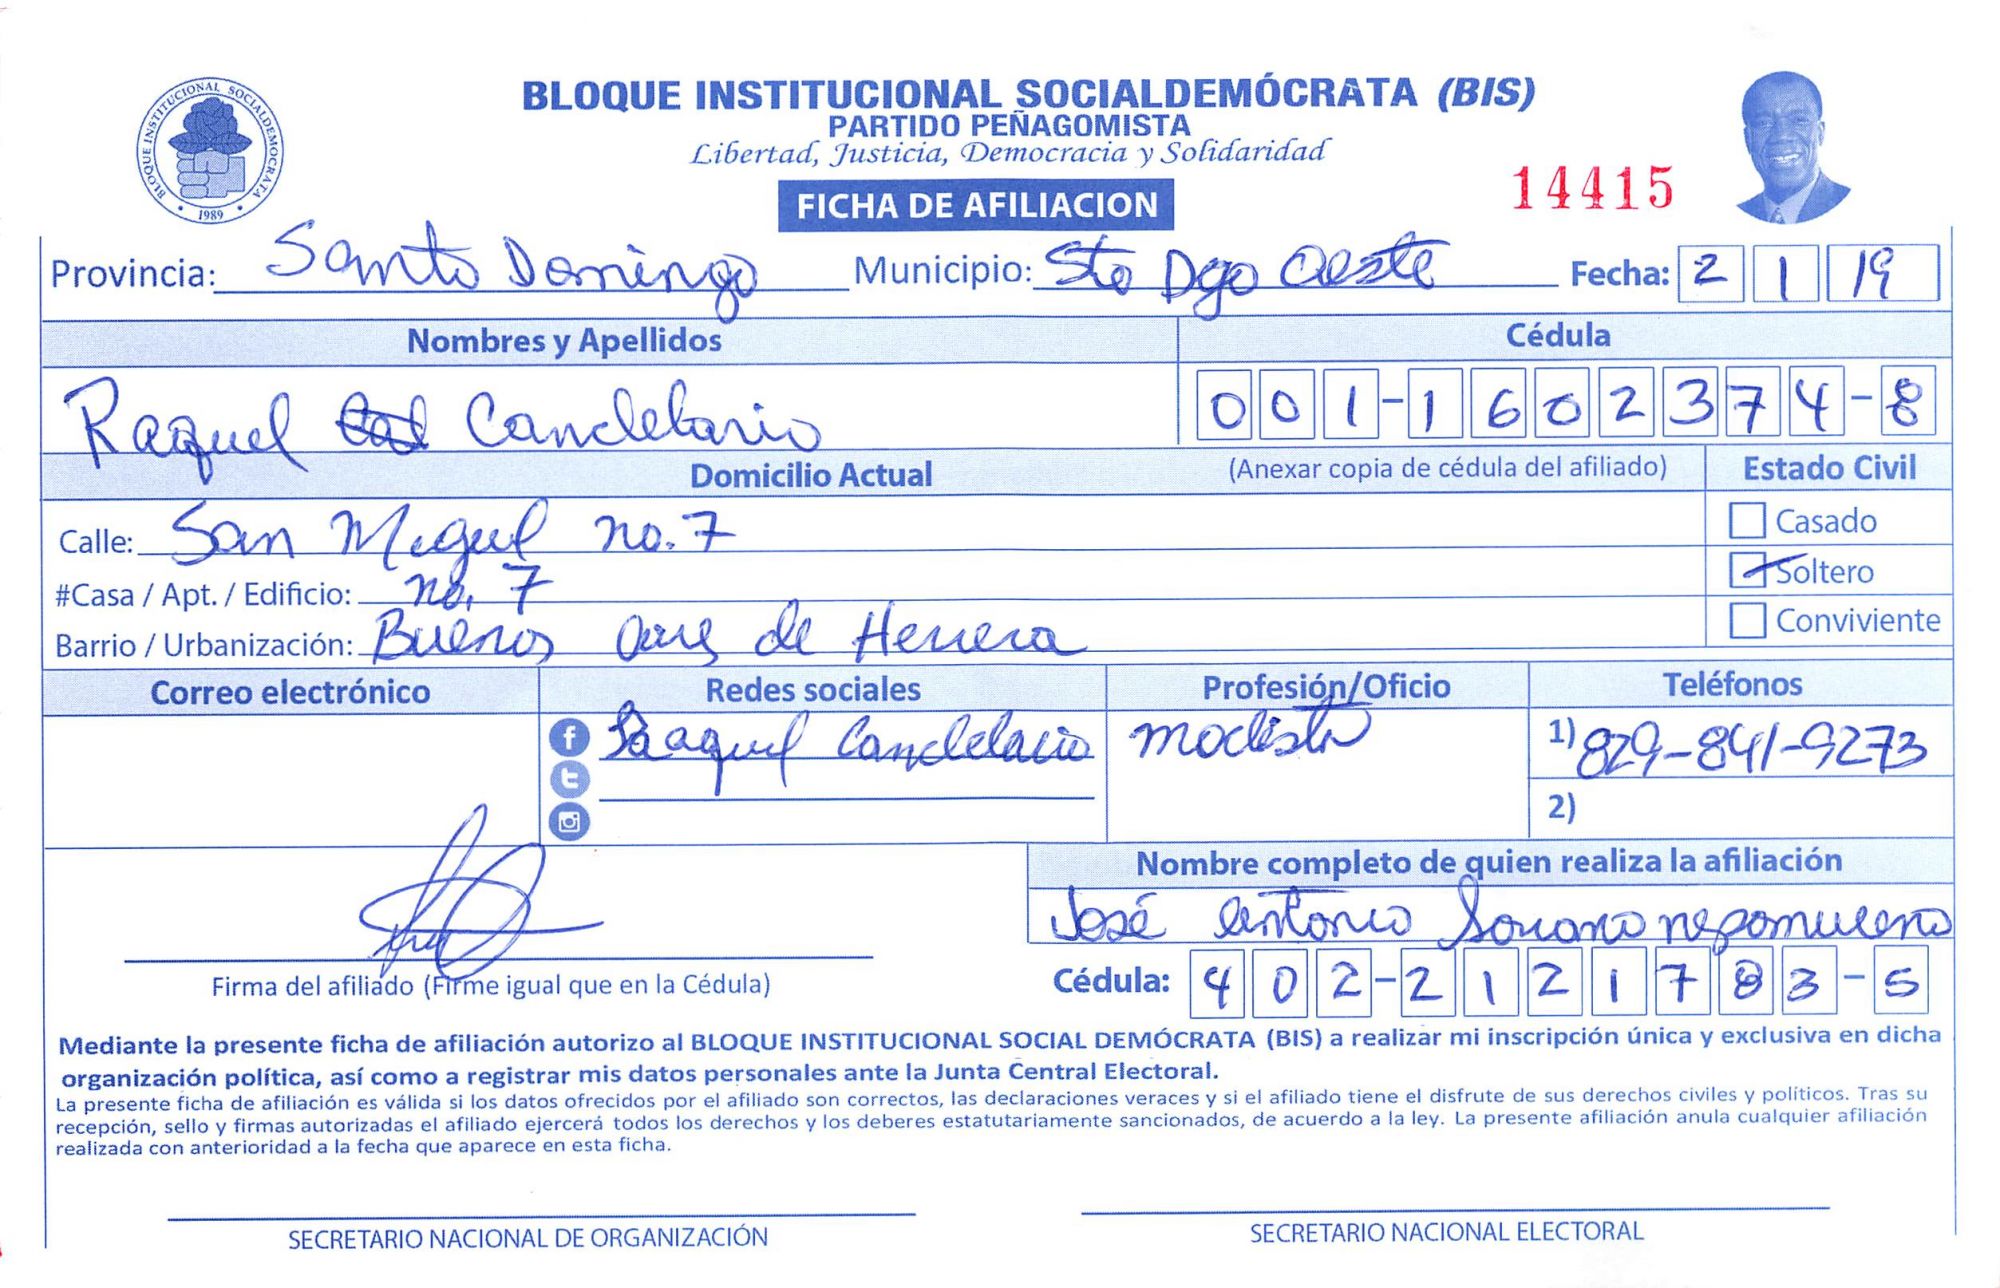 BLOQUE INSTITUCIONAL SOCIALDEMOCRATA
1989
BLOQUE INSTITUCIONAL SOCIALDEMÓCRATA (BIS)
PARTIDO PEÑAGOMISTA
Libertad, Justicia, Democracia y Solidaridad
14415
FICHA DE AFILIACION
Provincia: Santo Domingo Municipio: Sto Dgo Oeste Fecha: 2 1 19
Nombres y Apellidos Cédula
Raquel Candelario 001-1602374-8
Domicilio Actual (Anexar copia de cédula del afiliado) Estado Civil
Calle: San Miguel no. 7 Casado
#Casa / Apt. / Edificio: no. 7 Soltero
Barrio / Urbanización: Buenos de Herrera Conviviente
Correo electrónico Redes sociales Profesión/Oficio Teléfonos
Raquel Candelario modista 1) 829-841-9273
2)
Nombre completo de quien realiza la afiliación
José Antonio Soriano nepomuceno
Cédula: 402-2121783-5
Firma del afiliado (Firme igual que en la Cédula)
Mediante la presente ficha de afiliación autorizo al BLOQUE INSTITUCIONAL SOCIAL DEMÓCRATA (BIS) a realizar mi inscripción única y exclusiva en dicha
organización política, así como a registrar mis datos personales ante la Junta Central Electoral.
La presente ficha de afiliación es válida si los datos ofrecidos por el afiliado son correctos, las declaraciones veraces y si el afiliado tiene el disfrute de sus derechos civiles y políticos. Tras su
recepción, sello y firmas autorizadas el afiliado ejercerá todos los derechos y los deberes estatutariamente sancionados, de acuerdo a la ley. La presente afiliación anula cualquier afiliación
realizada con anterioridad a la fecha que aparece en esta ficha.
SECRETARIO NACIONAL DE ORGANIZACIÓN SECRETARIO NACIONAL ELECTORAL